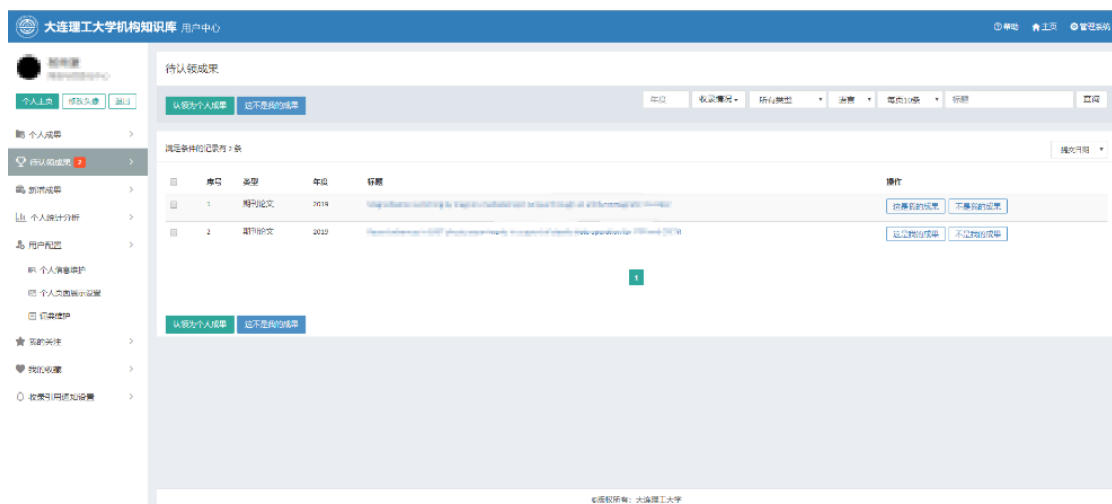 大连理工大学机构知识库 用户中心
帮助 主页 管理系统
个人主页 修改头像 退出
个人成果
待认领成果 2
新增成果
个人统计分析
用户配置
个人信息维护
个人页面展示设置
词条维护
我的关注
我的收藏
收录引用通知设置
待认领成果
认领为个人成果 这不是我的成果
年度 收录情况 所有类型 语言 每页10条 标题 查询
满足条件的记录有2条
提交日期
序号 类型 年度 标题 操作
1 期刊论文 2019 这是我的成果 不是我的成果
2 期刊论文 2019 这是我的成果 不是我的成果
1
认领为个人成果 这不是我的成果
©版权所有：大连理工大学